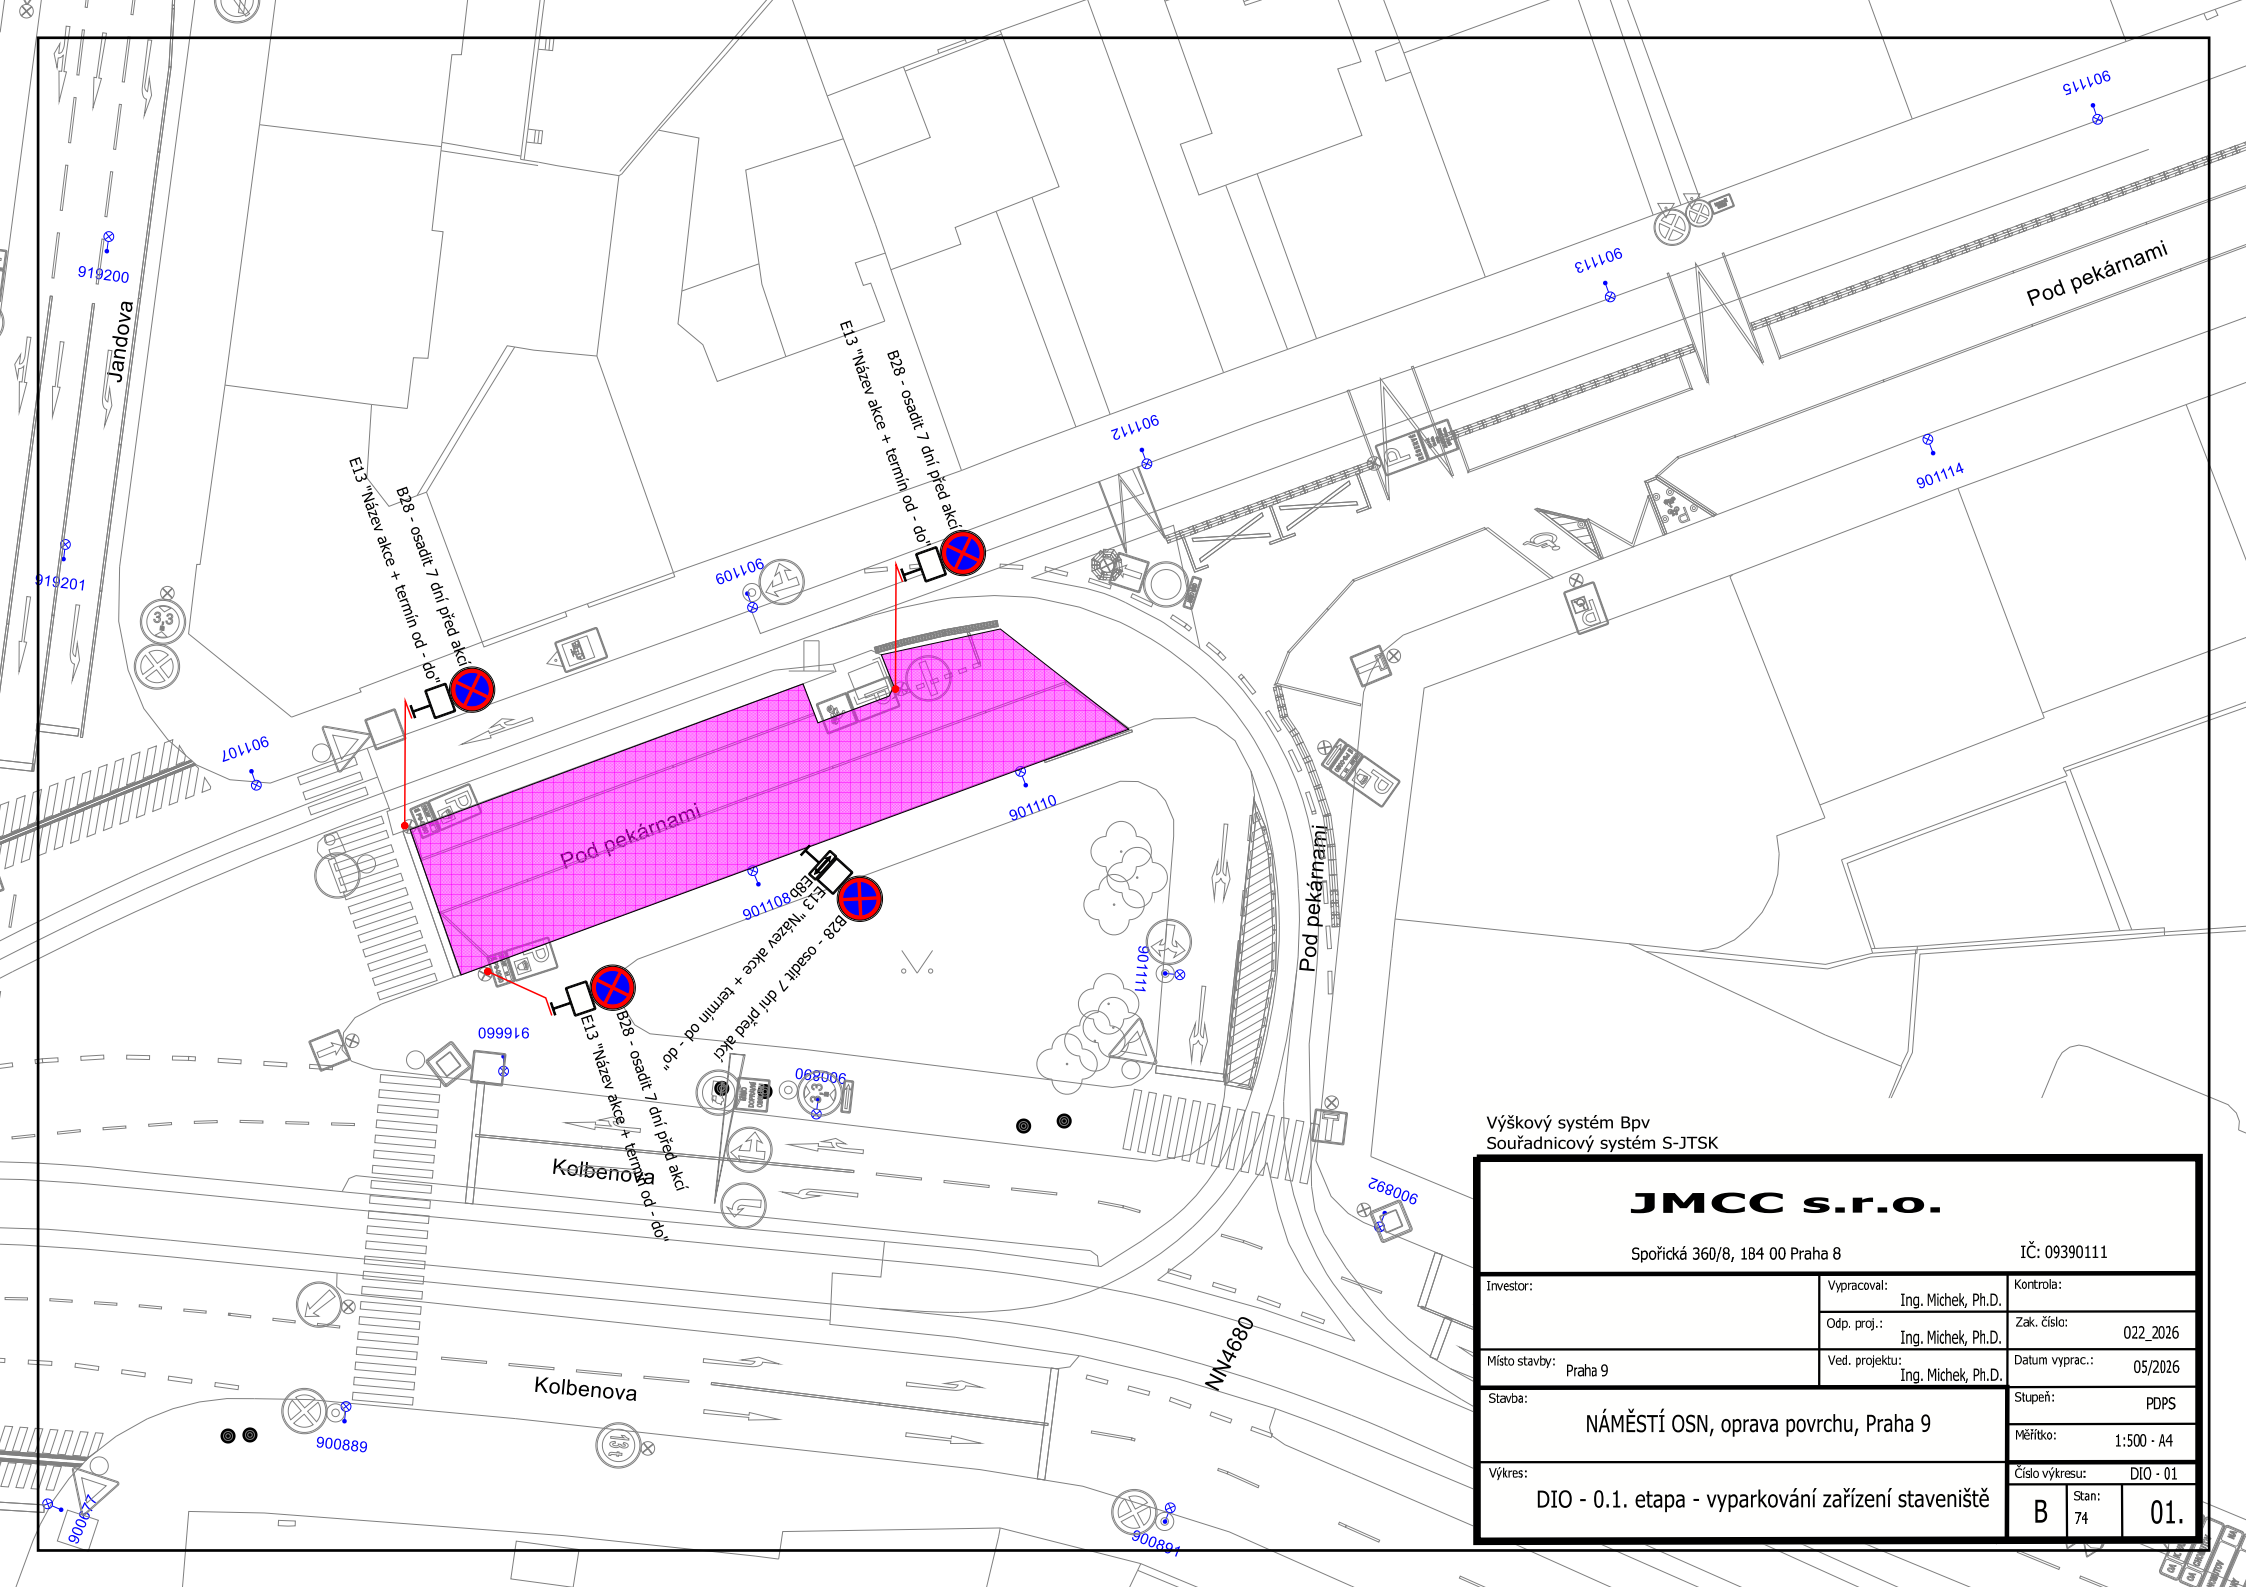 901115
919200
Jandova
901113
Pod pekárnami
E13 "Název akce + termín od - do"
B28 - osadit 7 dní před akcí
901112
901114
E13 "Název akce + termín od - do"
B28 - osadit 7 dní před akcí
919201
901109
3,3
P
901107
Pod pekárnami
901110
901108
E8b
E13 "Název akce + termín od - do"
B28 - osadit 7 dní před akcí
Pod pekárnami
901111
916660
E13 "Název akce + termín od - do"
B28 - osadit 7 dní před akcí
900890
Kolbenova
900892
NN4680
Kolbenova
900889
13t
900677
900891
Výškový systém Bpv
Souřadnicový systém S-JTSK
JMCC s.r.o.
Spořická 360/8, 184 00 Praha 8
IČ: 09390111
Investor:
Vypracoval:
Ing. Michek, Ph.D.
Kontrola:
Odp. proj.:
Ing. Michek, Ph.D.
Zak. číslo:
022_2026
Místo stavby:
Praha 9
Ved. projektu:
Ing. Michek, Ph.D.
Datum vyprac.:
05/2026
Stavba:
NÁMĚSTÍ OSN, oprava povrchu, Praha 9
Stupeň:
PDPS
Měřítko:
1:500 - A4
Výkres:
DIO - 0.1. etapa - vyparkování zařízení staveniště
Číslo výkresu:
DIO - 01
B
Stan:
74
01.